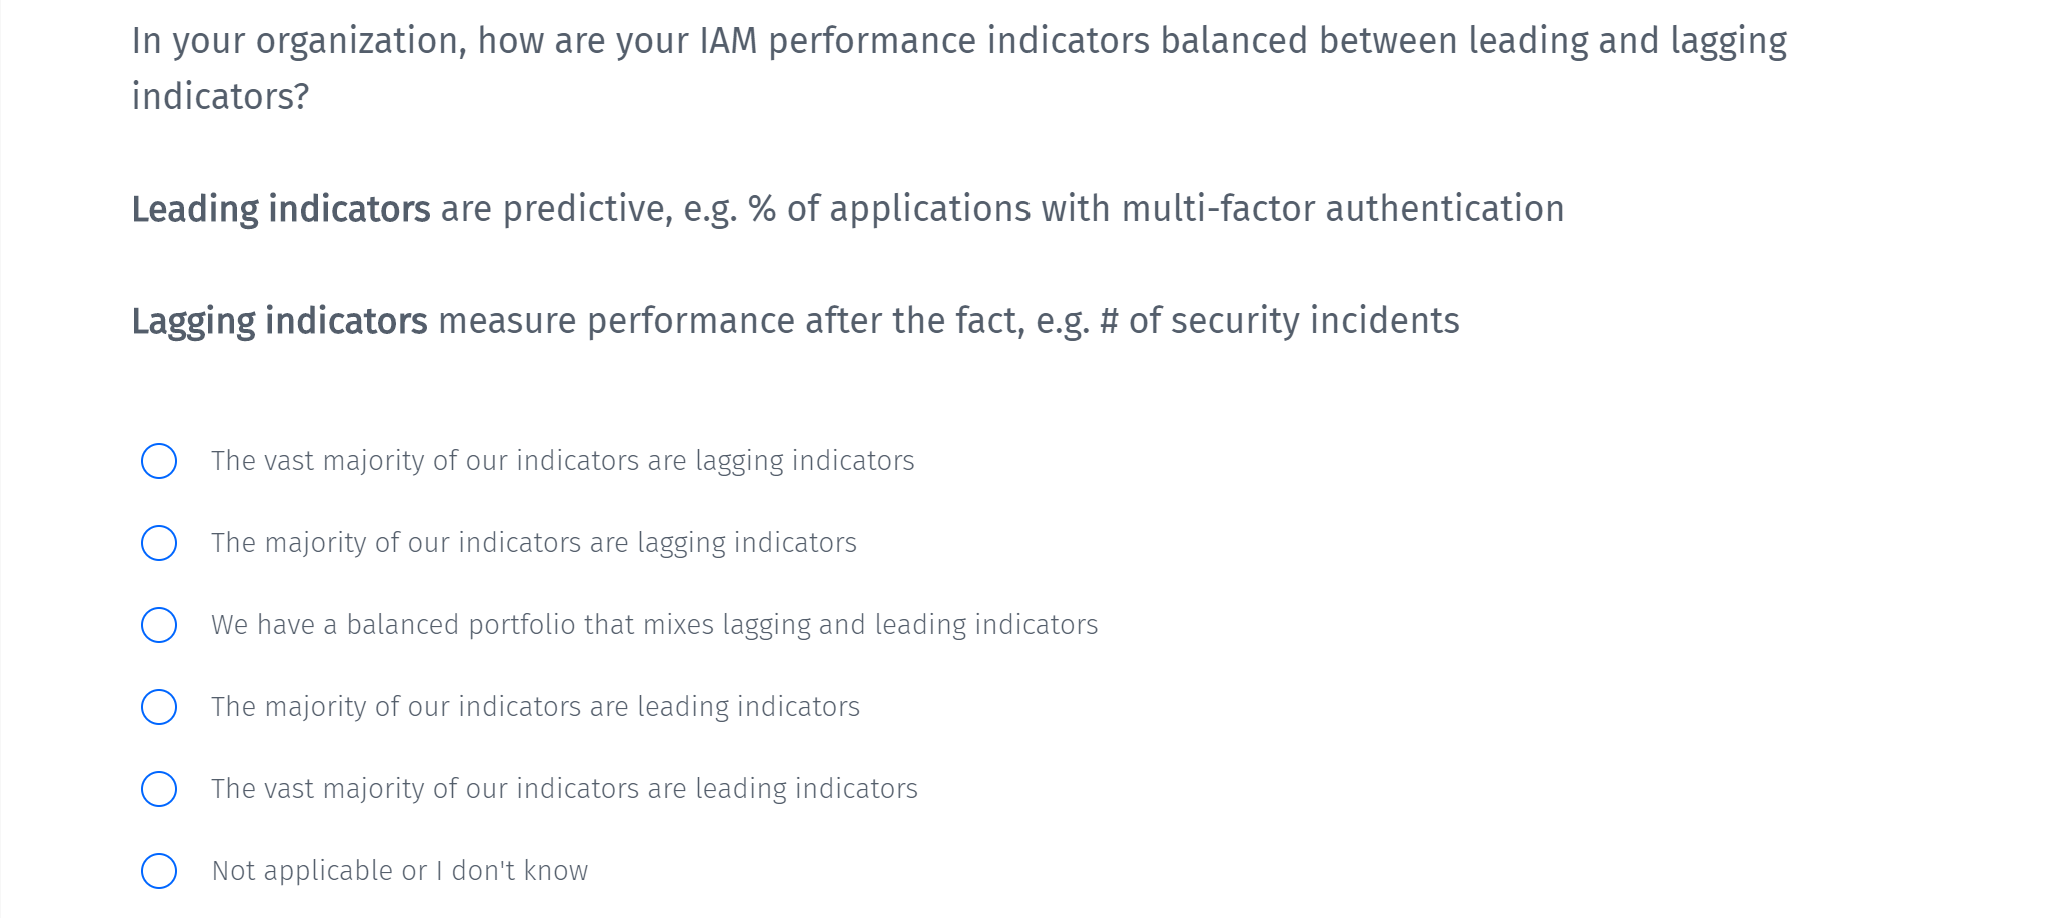 In your organization, how are your IAM performance indicators balanced between leading and lagging
indicators?
Leading indicators are predictive, e.g. % of applications with multi-factor authentication
Lagging indicators measure performance after the fact, e.g. # of security incidents
The vast majority of our indicators are lagging indicators
The majority of our indicators are lagging indicators
We have a balanced portfolio that mixes lagging and leading indicators
The majority of our indicators are leading indicators
The vast majority of our indicators are leading indicators
Not applicable or I don't know